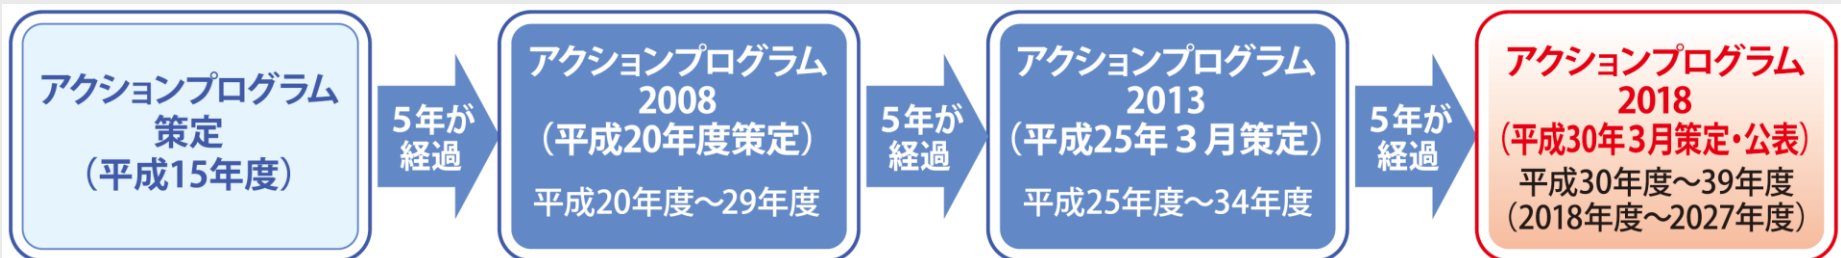 アクションプログラム
策定
（平成15年度）
5年が
経過
アクションプログラム
2008
（平成20年度策定）
平成20年度～29年度
5年が
経過
アクションプログラム
2013
（平成25年３月策定）
平成25年度～34年度
5年が
経過
アクションプログラム
2018
（平成30年３月策定・公表）
平成30年度～39年度
（2018年度～2027年度）